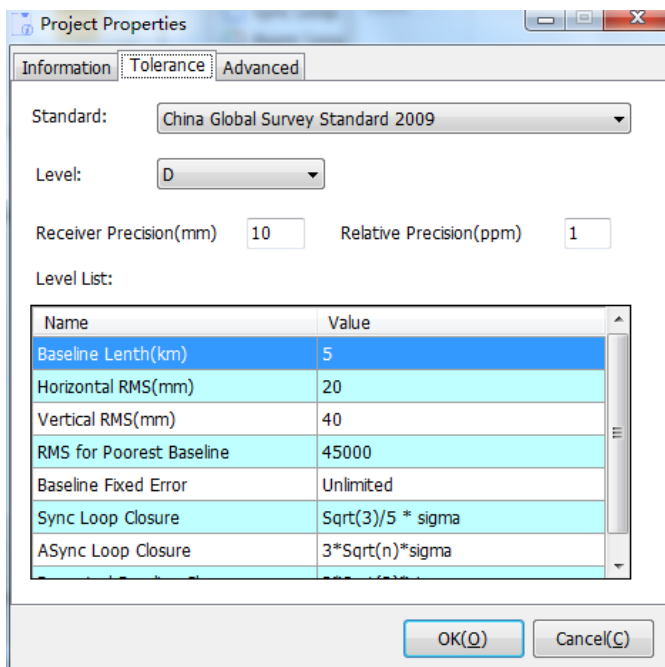 Project Properties
Information Tolerance Advanced
Standard: China Global Survey Standard 2009
Level: D
Receiver Precision(mm) 10 Relative Precision(ppm) 1
Level List:
Name Value
Baseline Lenth(km) 5
Horizontal RMS(mm) 20
Vertical RMS(mm) 40
RMS for Poorest Baseline 45000
Baseline Fixed Error Unlimited
Sync Loop Closure Sqrt(3)/5 * sigma
ASync Loop Closure 3*Sqrt(n)*sigma
OK(O) Cancel(C)